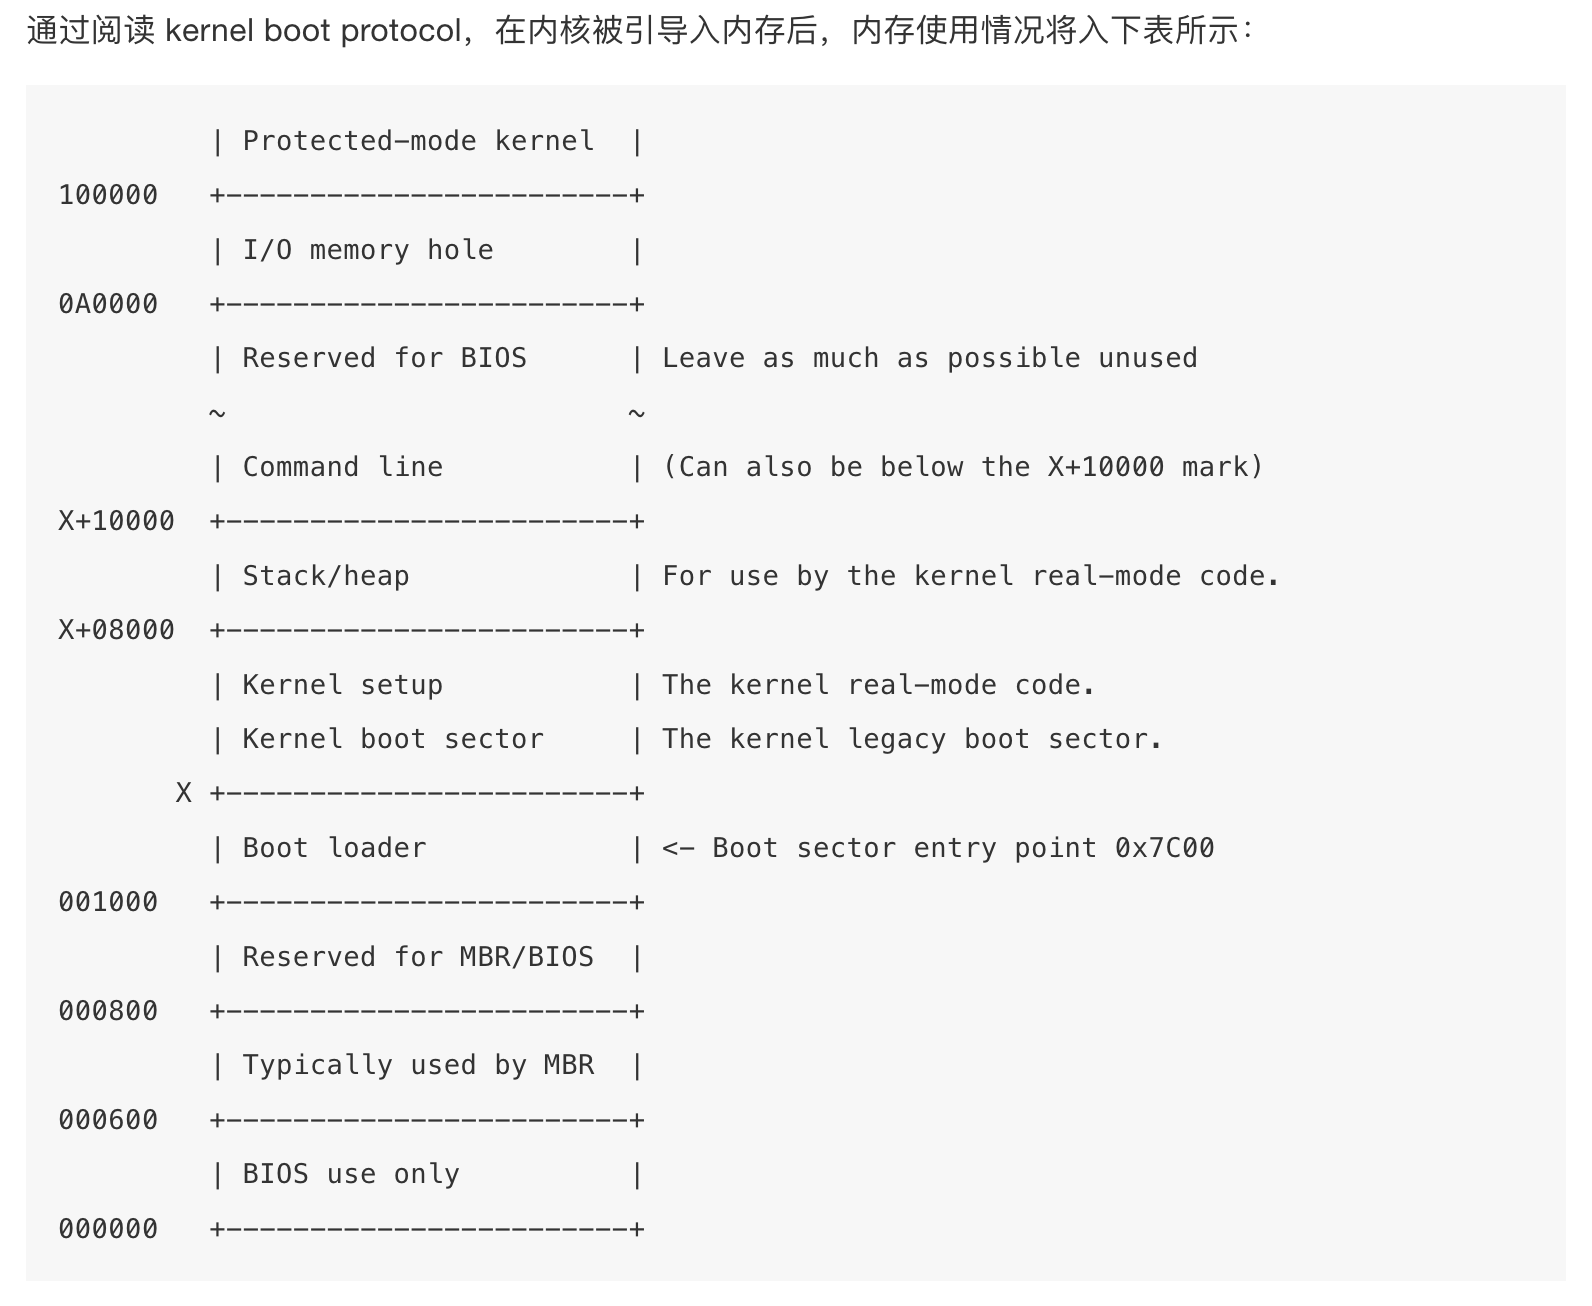 通过阅读 kernel boot protocol，在内核被引导入内存后，内存使用情况将入下表所示：
         | Protected-mode kernel  |
100000   +------------------------+
         | I/O memory hole        |
0A0000   +------------------------+
         | Reserved for BIOS      | Leave as much as possible unused
         ~                        ~
         | Command line           | (Can also be below the X+10000 mark)
X+10000  +------------------------+
         | Stack/heap             | For use by the kernel real-mode code.
X+08000  +------------------------+
         | Kernel setup           | The kernel real-mode code.
         | Kernel boot sector     | The kernel legacy boot sector.
       X +------------------------+
         | Boot loader            | <- Boot sector entry point 0x7C00
001000   +------------------------+
         | Reserved for MBR/BIOS  |
000800   +------------------------+
         | Typically used by MBR  |
000600   +------------------------+
         | BIOS use only          |
000000   +------------------------+